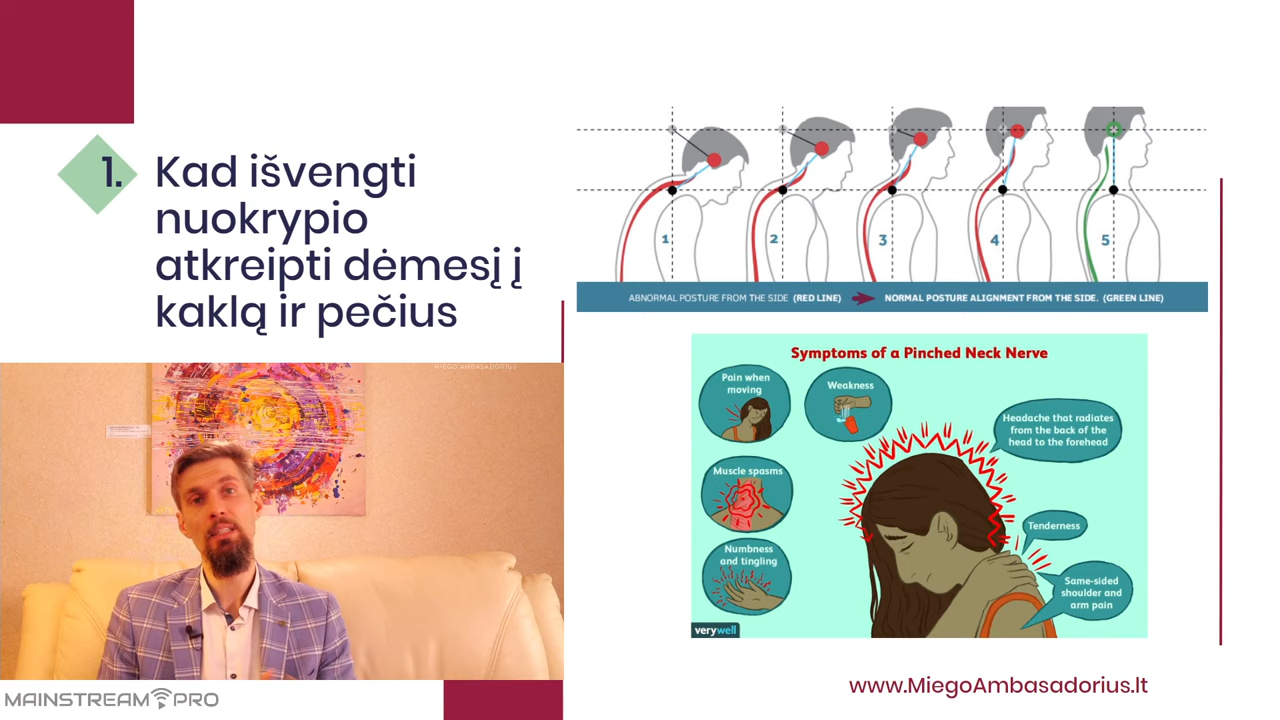 1.
Kad išvengti
nuokrypio
atkreipti dėmesį į
kaklą ir pečius
1
2
3
4
5
ABNORMAL POSTURE FROM THE SIDE (RED LINE)
NORMAL POSTURE ALIGNMENT FROM THE SIDE. (GREEN LINE)
Symptoms of a Pinched Neck Nerve
Pain when
moving
Weakness
Headache that radiates
from the back of the
head to the forehead
Muscle spasms
Tenderness
Numbness
and tingling
Same-sided
shoulder and
arm pain
verywell
MIEGO AMBASADORIUS
MAINSTREAM PRO
www.MiegoAmbasadorius.lt